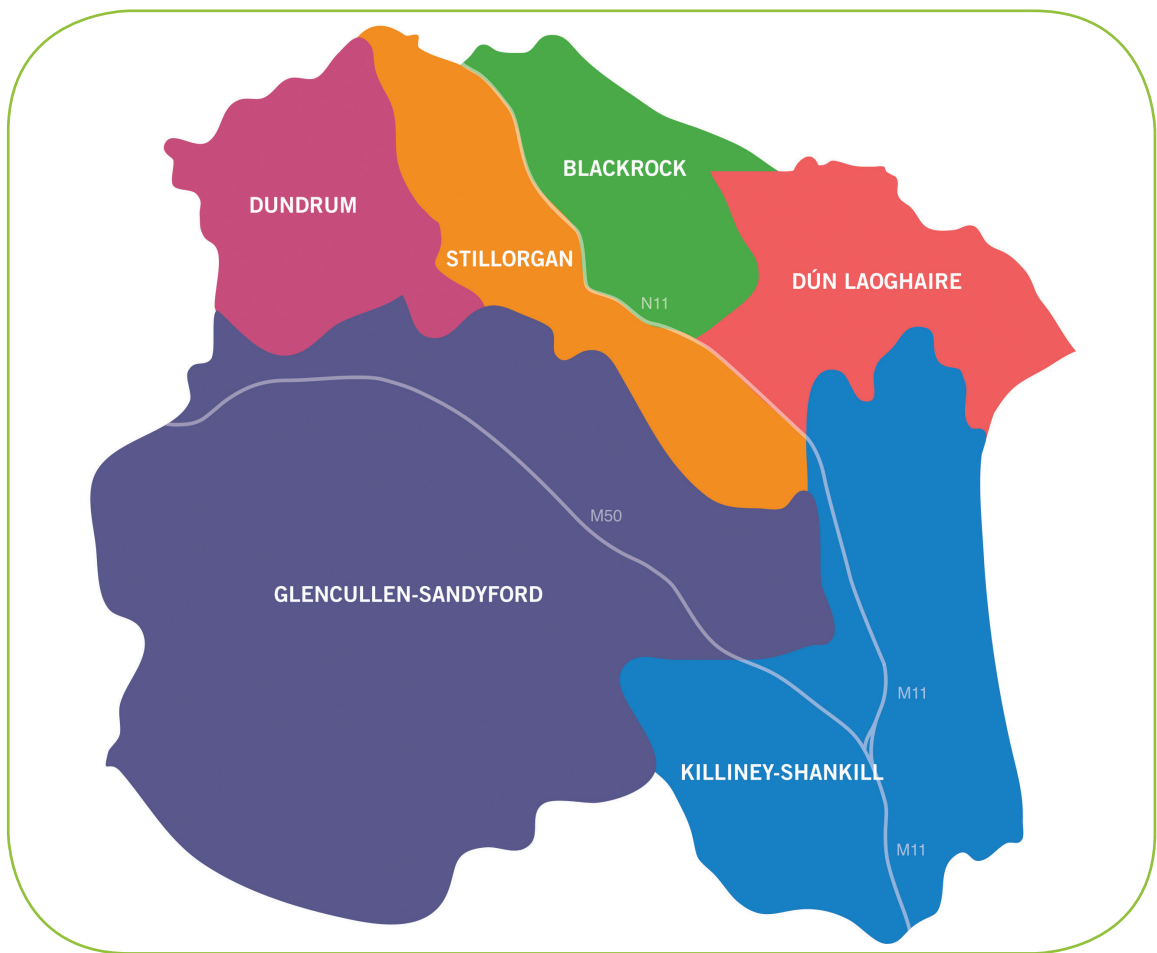 BLACKROCK
DUNDRUM
STILLORGAN
DÚN LAOGHAIRE
N11
M50
GLENCULLEN-SANDYFORD
M11
KILLINEY-SHANKILL
M11